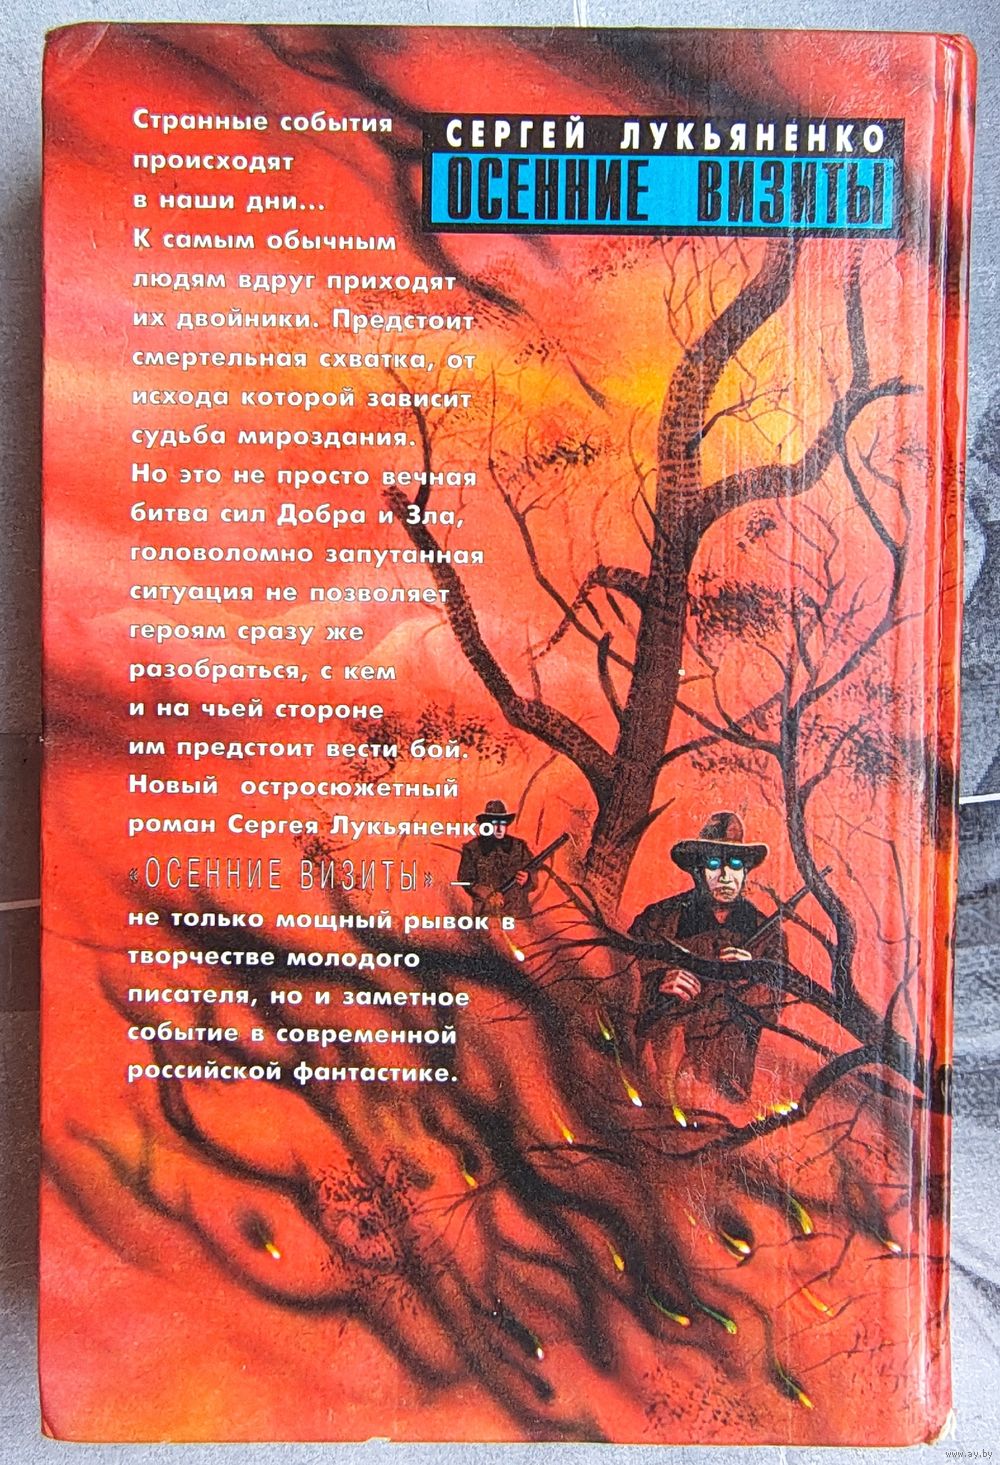 СЕРГЕЙ ЛУКЬЯНЕНКО
ОСЕННИЕ ВИЗИТЫ
Странные события
происходят
в наши дни...
К самым обычным
людям вдруг приходят
их двойники. Предстоит
смертельная схватка, от
исхода которой зависит
судьба мироздания.
Но это не просто вечная
битва сил Добра и Зла,
головоломно запутанная
ситуация не позволяет
героям сразу же
разобраться, с кем
и на чьей стороне
им предстоит вести бой.
Новый остросюжетный
роман Сергея Лукьяненко
«ОСЕННИЕ ВИЗИТЫ» —
не только мощный рывок в
творчестве молодого
писателя, но и заметное
событие в современной
российской фантастике.
www.ay.by